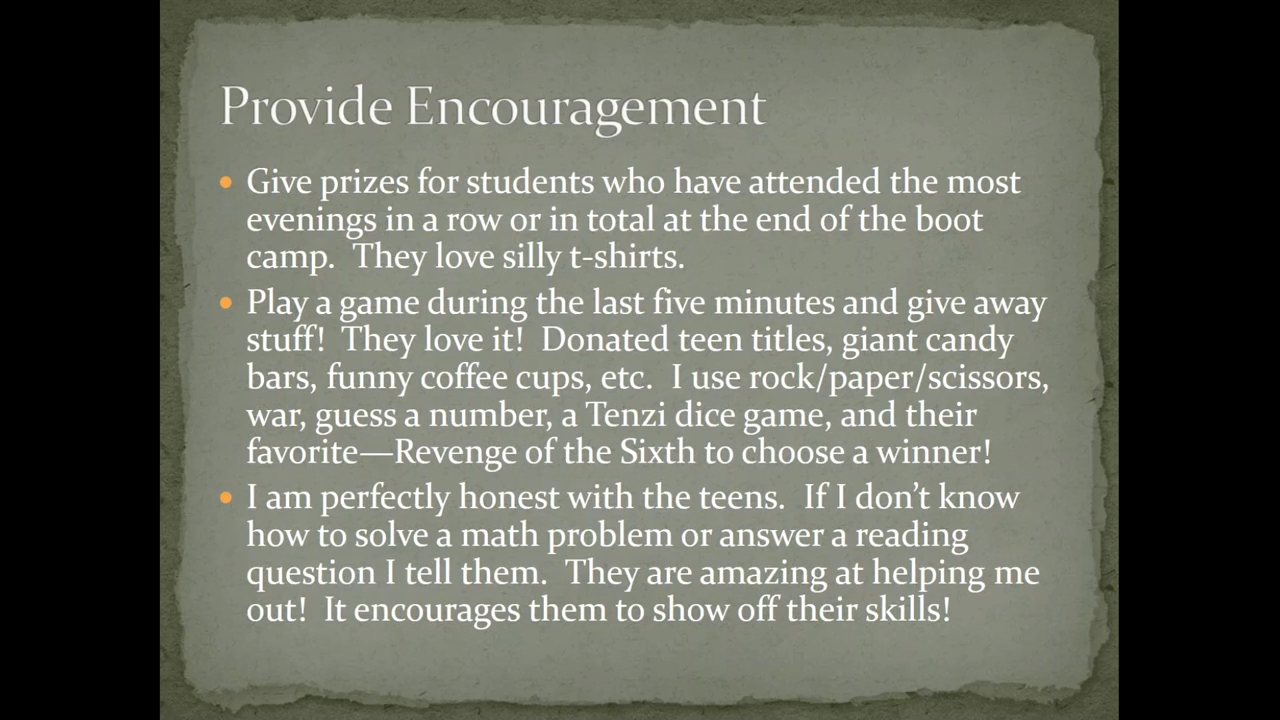 Provide Encouragement
• Give prizes for students who have attended the most
evenings in a row or in total at the end of the boot
camp.  They love silly t-shirts.
• Play a game during the last five minutes and give away
stuff!  They love it!  Donated teen titles, giant candy
bars, funny coffee cups, etc.  I use rock/paper/scissors,
war, guess a number, a Tenzi dice game, and their
favorite—Revenge of the Sixth to choose a winner!
• I am perfectly honest with the teens.  If I don’t know
how to solve a math problem or answer a reading
question I tell them.  They are amazing at helping me
out!  It encourages them to show off their skills!